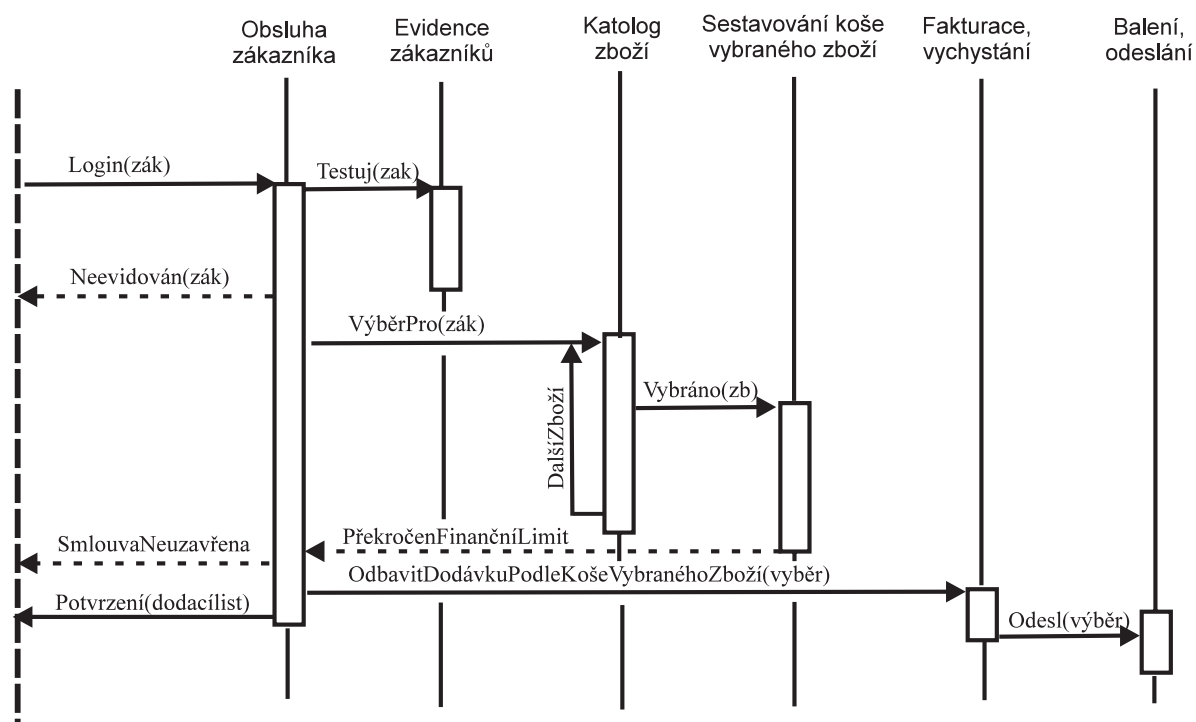 Obsluha
zákazníka
Evidence
zákazníků
Katolog
zboží
Sestavování koše
vybraného zboží
Fakturace,
vychystání
Balení,
odeslání
Login(zák)
Testuj(zak)
Neevidován(zák)
VýběrPro(zák)
Vybráno(zb)
DalšíZboží
PřekročenFinančníLimit
SmlouvaNeuzavřena
OdbavitDodávkuPodleKošeVybranéhoZboží(vyběr)
Potvrzení(dodacílist)
Odesl(výběr)